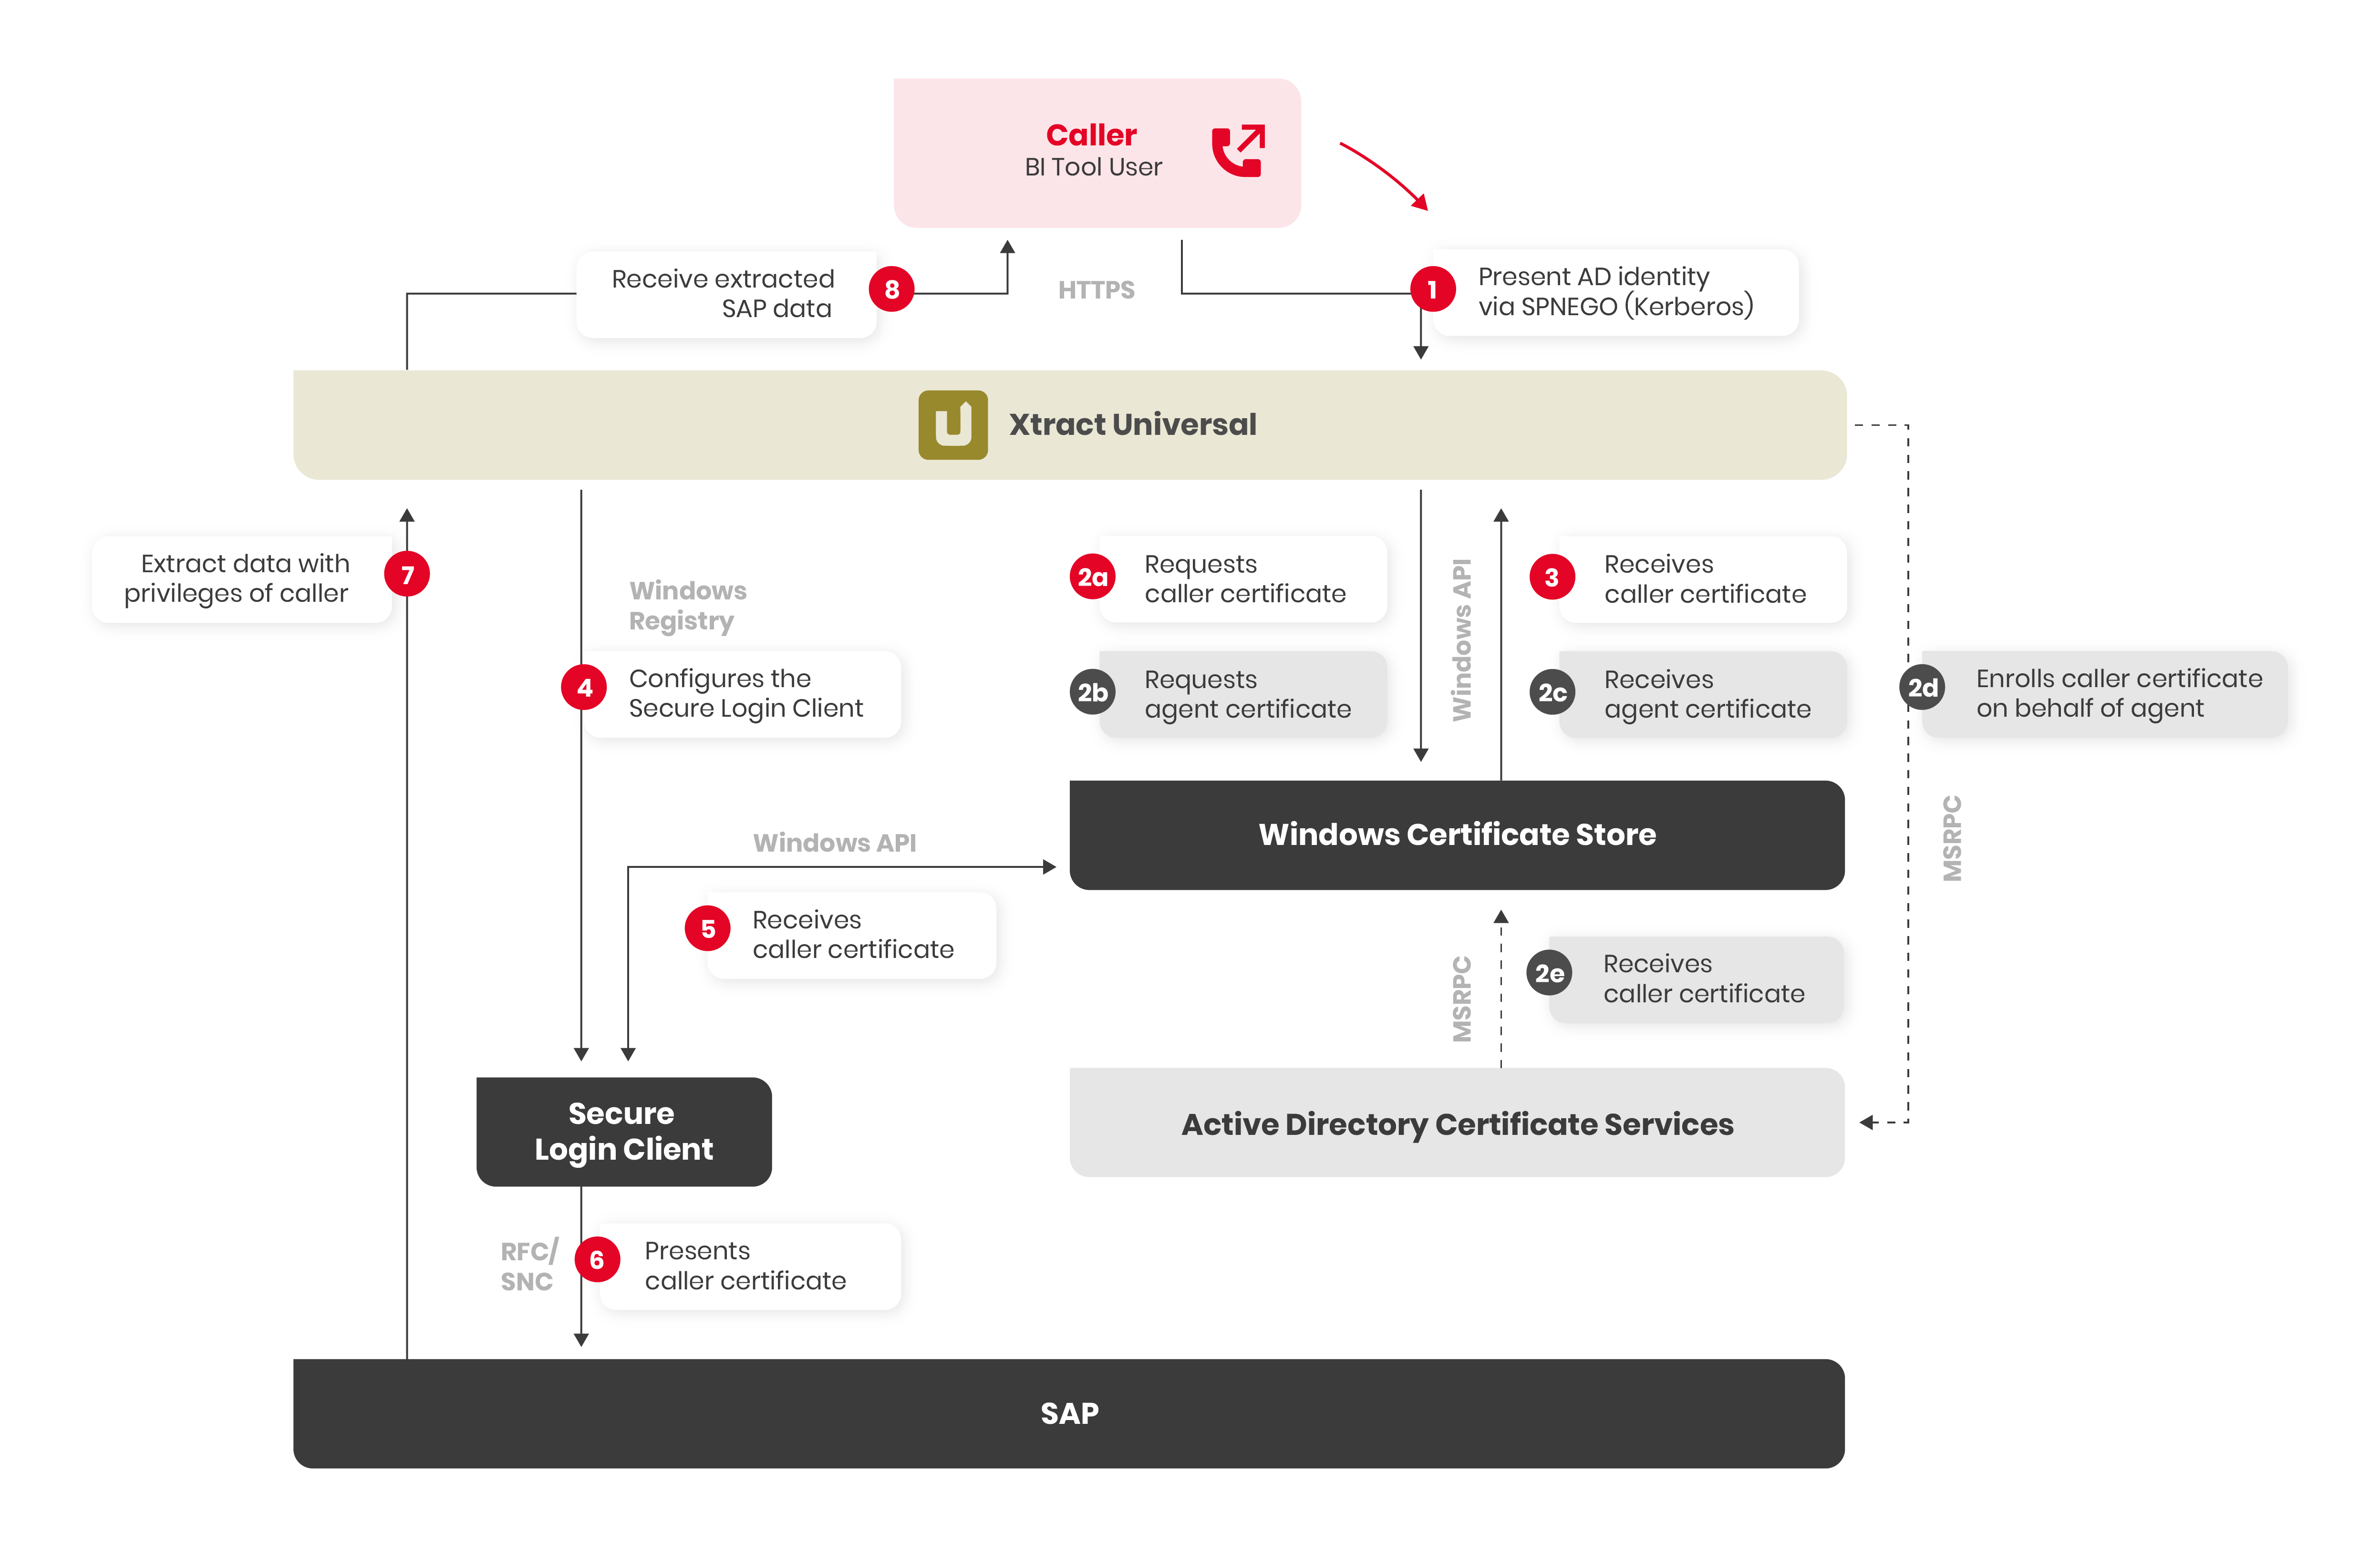 Caller
BI Tool User
Receive extracted
SAP data
8
HTTPS
1
Present AD identity
via SPNEGO (Kerberos)
Xtract Universal
Extract data with
privileges of caller
7
Windows
Registry
4
Configures the
Secure Login Client
2a
Requests
caller certificate
2b
Requests
agent certificate
Windows API
3
Receives
caller certificate
2c
Receives
agent certificate
2d
Enrolls caller certificate
on behalf of agent
MSRPC
Windows Certificate Store
Windows API
5
Receives
caller certificate
MSRPC
2e
Receives
caller certificate
Secure
Login Client
Active Directory Certificate Services
RFC/
SNC
6
Presents
caller certificate
SAP